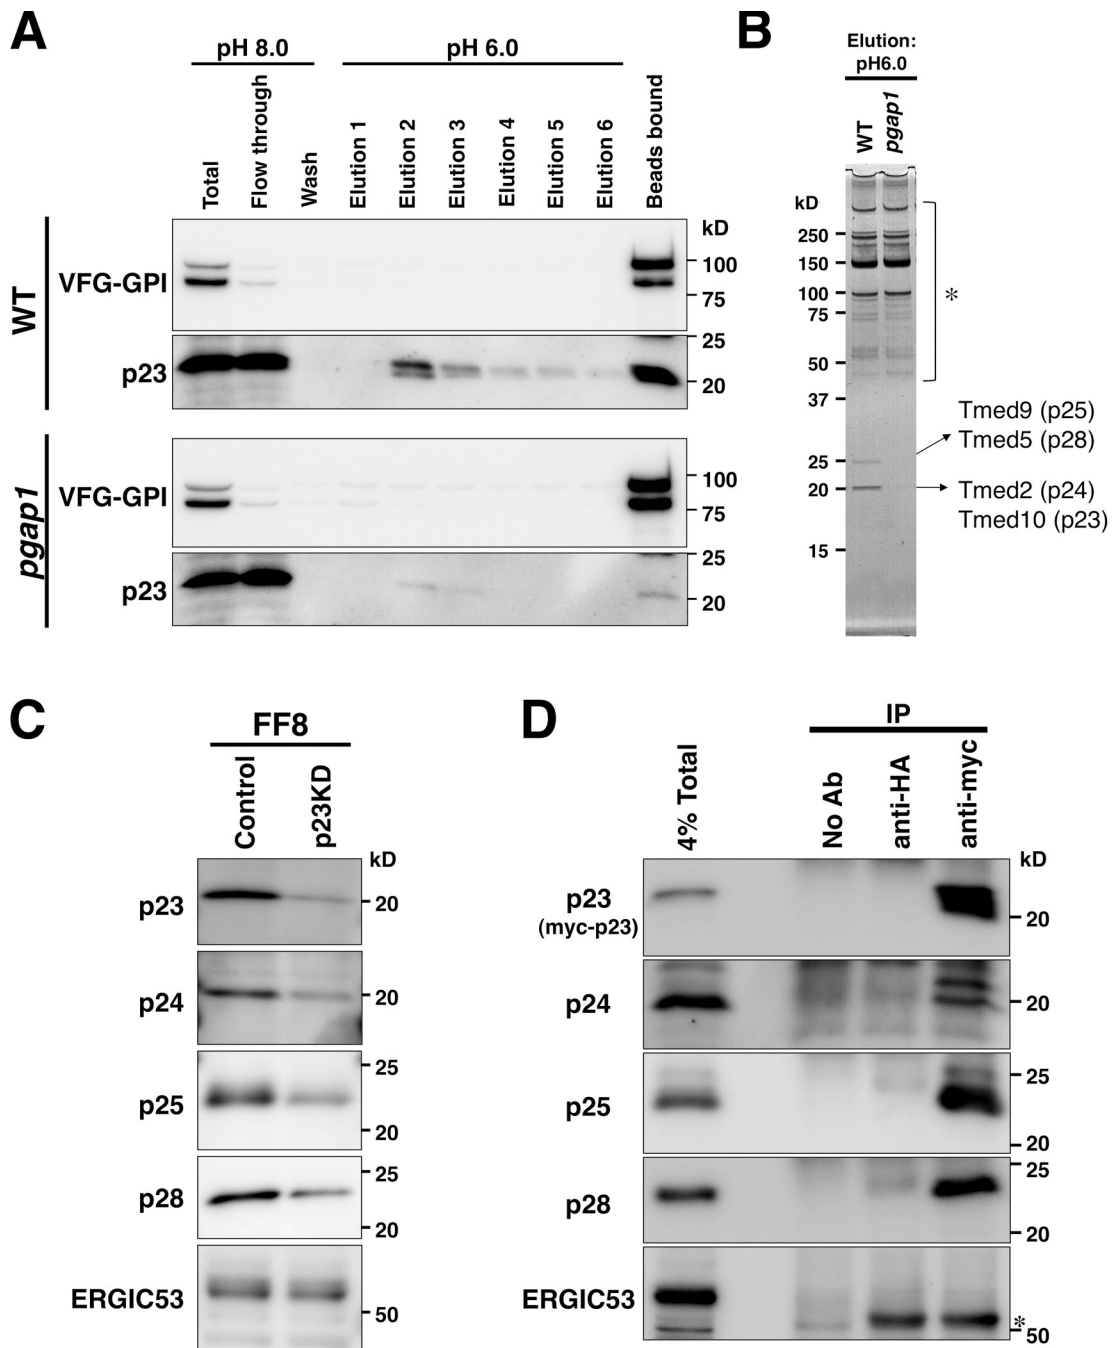 A
pH 8.0
pH 6.0
Total
Flow through
Wash
Elution 1
Elution 2
Elution 3
Elution 4
Elution 5
Elution 6
Beads bound
WT
VFG-GPI
kD
100
75
p23
25
20
pgap1
VFG-GPI
100
75
p23
25
20
B
Elution:
pH6.0
WT
pgap1
kD
250
150
100
75
50
37
25
20
15
*
Tmed9 (p25)
Tmed5 (p28)
Tmed2 (p24)
Tmed10 (p23)
C
FF8
Control
p23KD
kD
p23
20
p24
20
p25
25
20
p28
25
20
ERGIC53
50
D
IP
4% Total
No Ab
anti-HA
anti-myc
kD
p23
(myc-p23)
20
p24
20
p25
25
20
p28
25
20
ERGIC53
*
50